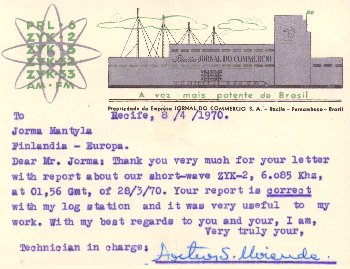 PRL-6
ZYK-2
ZYK-3
ZYK-32
ZYK-33
AM-FM
Radio JORNAL DO COMMERCIO
A voz mais potente do Brasil
Propriedade da Empresa JORNAL DO COMMERCIO S. A. - Recife - Pernambuco - Brasil
To Recife, 8/4/1970.
Jorma Mantyla
Finlandia - Europa.
Dear Mr. Jorma: Thank you very much for your letter
with report about our short-wave ZYK-2, 6.085 Khz,
at 01,56 Gmt, of 28/3/70. Your report is correct
with my log station and it was very useful to my
work. With my best regards to you and your, I am,
Very truly your,
Technician in charge: S. Miranda.